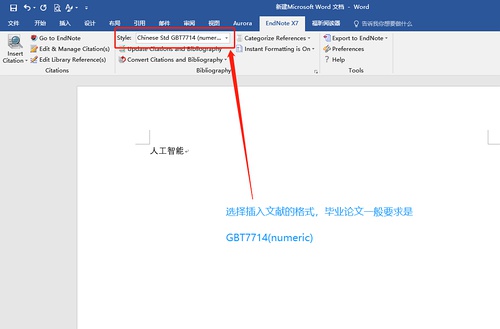 新建Microsoft Word 文档 - Word
文件 开始 插入 设计 布局 引用 邮件 审阅 视图 Aurora EndNote X7 福昕阅读器 告诉我你想要做什么
Go to EndNote Style: Chinese Std GBT7714 (numer... Categorize References Export to EndNote
Insert Citation Edit & Manage Citation(s) Update Citations and Bibliography Instant Formatting is On Preferences
Edit Library Reference(s) Convert Citations and Bibliography Help
Citations Bibliography Tools
人工智能
选择插入文献的格式，毕业论文一般要求是
GBT7714(numeric)